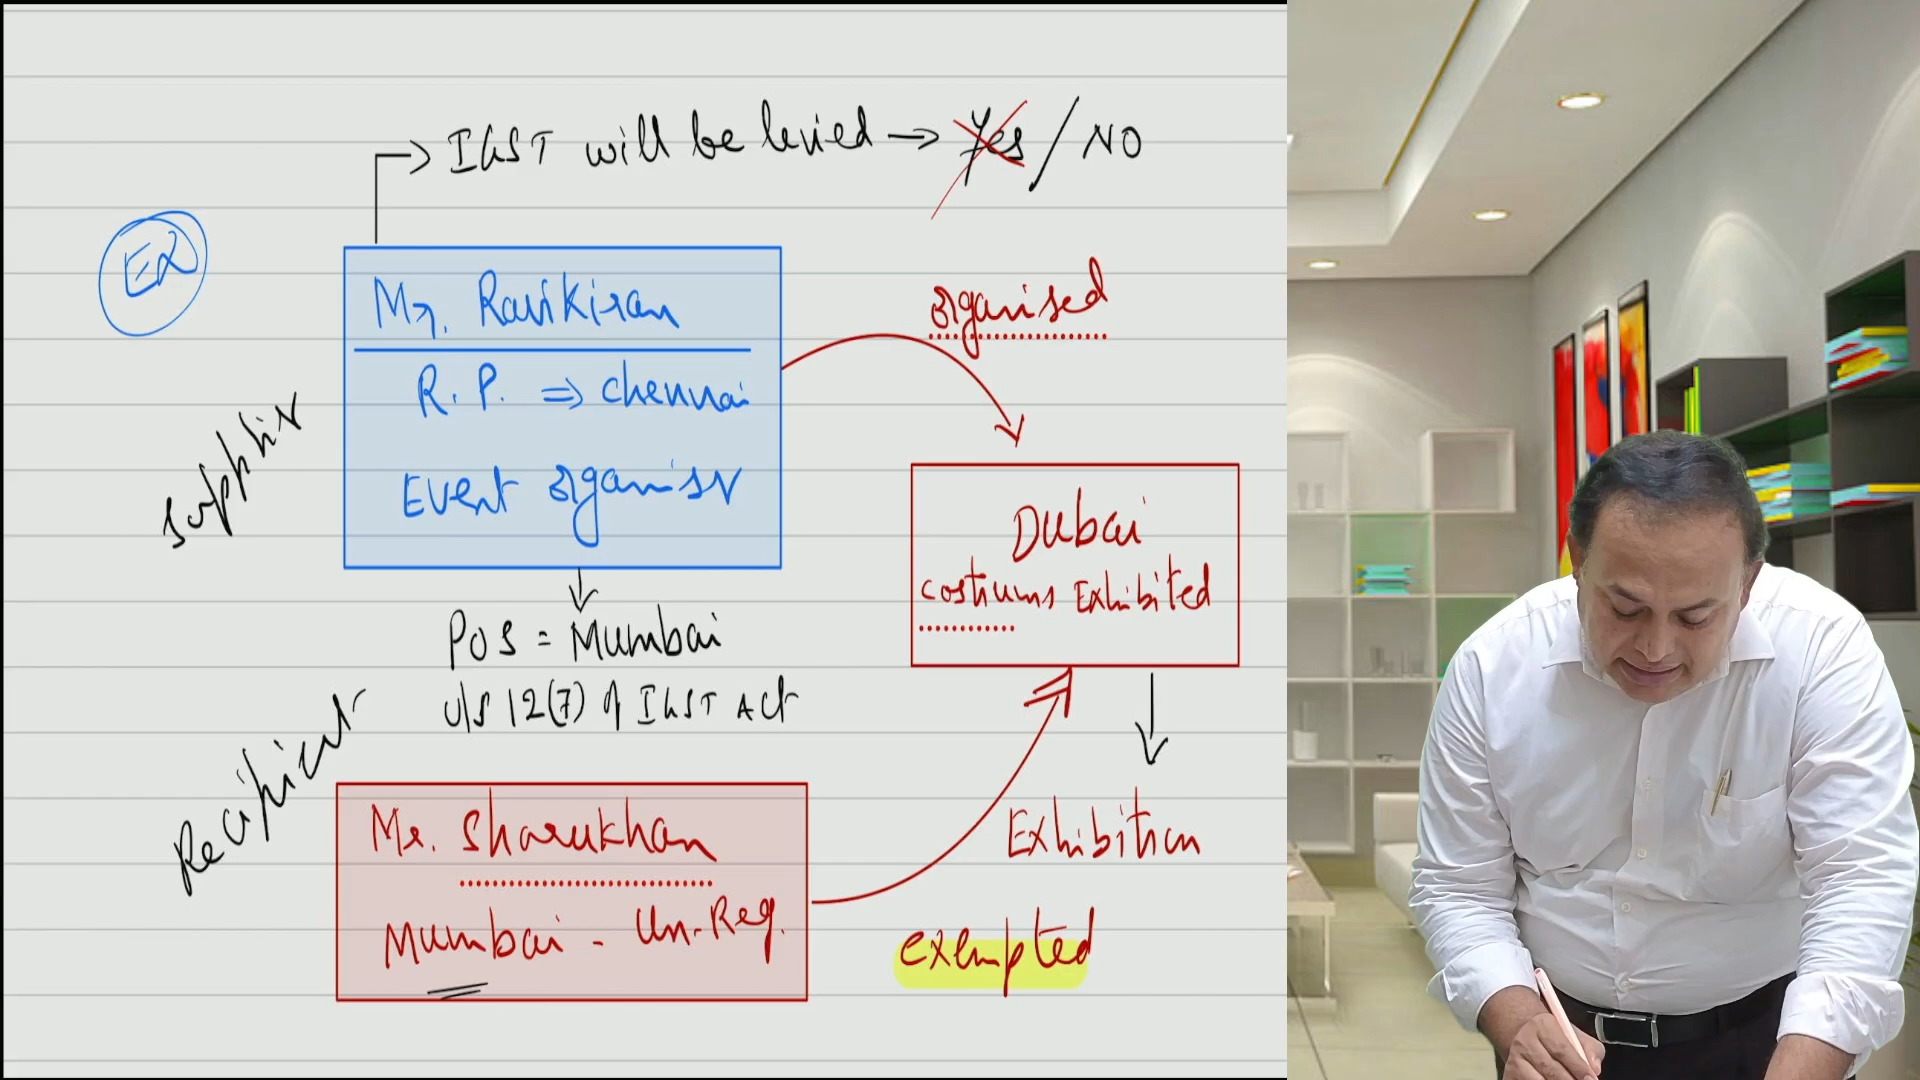 → IGST will be levied → Yes / NO
EX
Mr. Ravikiran
R.P. ⇒ chennai
Event organiser
supplier
organised
Dubai
costiums Exhibited
POS = Mumbai
u/s 12(7) of IGST Act
Recipient
Mr. Sharukhan
Mumbai - Un-Reg.
Exhibition
exempted